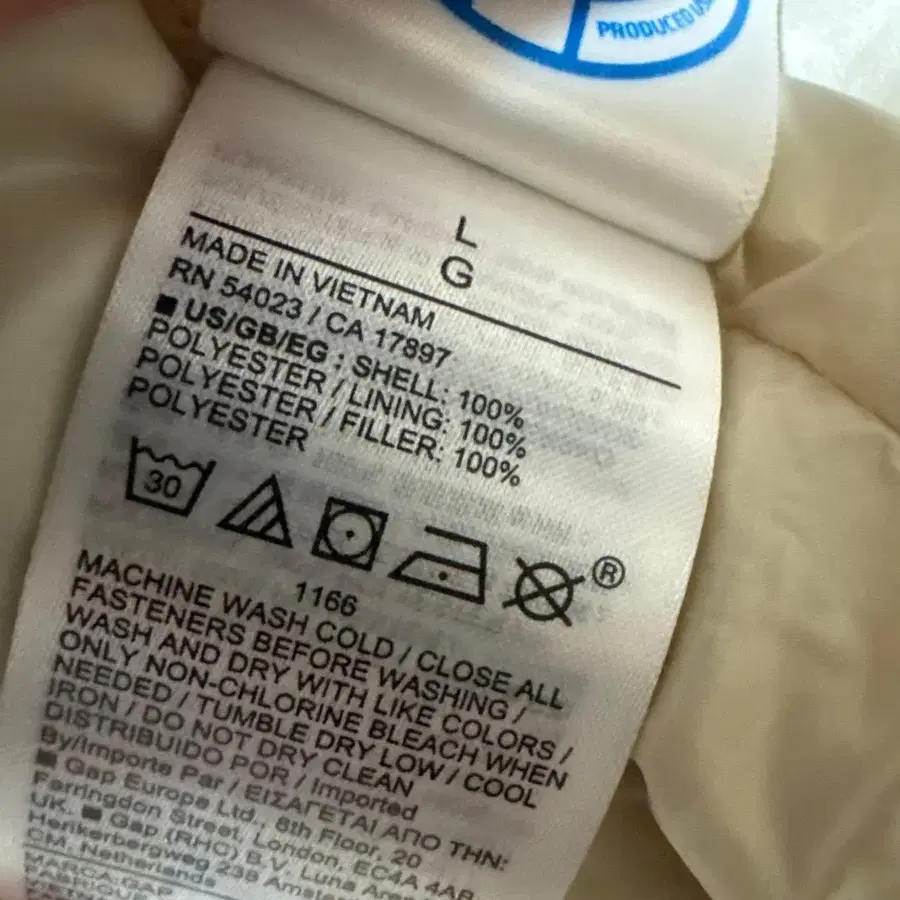 PRODUCED
L
G
MADE IN VIETNAM
RN 54023 / CA 17897
■ US/GB/EG : SHELL: 100%
POLYESTER / LINING: 100%
POLYESTER / FILLER: 100%
POLYESTER
30
®
1166
MACHINE WASH COLD / CLOSE ALL
FASTENERS BEFORE WASHING /
WASH AND DRY WITH LIKE COLORS /
ONLY NON-CHLORINE BLEACH WHEN
NEEDED / TUMBLE DRY LOW / COOL
IRON / DO NOT DRY CLEAN
DISTRIBUIDO POR / Imported
By/Importe Par / ΕΙΣΑΓΕΤΑΙ ΑΠΟ ΤΗΝ:
■ Gap Europe Ltd., 6th Floor, 20
Farringdon Street, London, EC4A 4AB,
UK. ■ Gap (RHC) B.V. Luna
Herikerbergweg 238
CM, Netherlands
MARCA:GAP